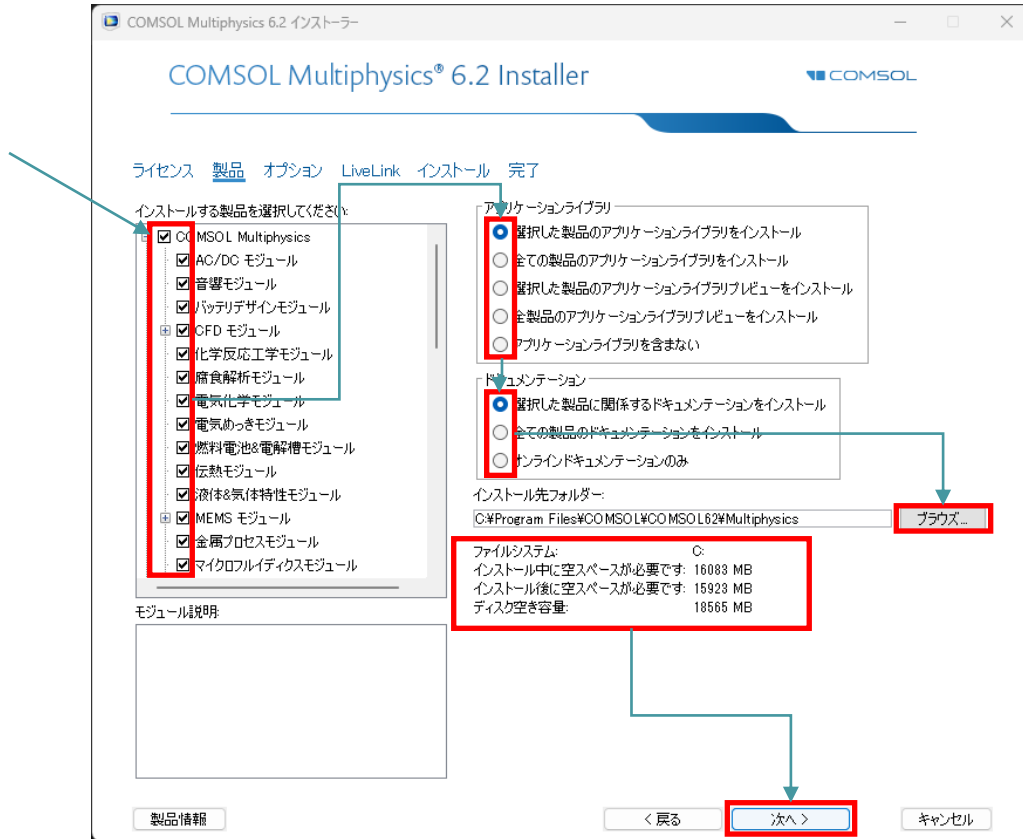 COMSOL Multiphysics 6.2 インストーラー
COMSOL Multiphysics® 6.2 Installer
COMSOL
ライセンス 製品 オプション LiveLink インストール 完了
インストールする製品を選択してください:
COMSOL Multiphysics
AC/DC モジュール
音響モジュール
バッテリデザインモジュール
CFD モジュール
化学反応工学モジュール
腐食解析モジュール
電気化学モジュール
電気めっきモジュール
燃料電池&電解槽モジュール
伝熱モジュール
液体&気体特性モジュール
MEMS モジュール
金属プロセスモジュール
マイクロフルイディクスモジュール
モジュール説明:
アプリケーションライブラリ
選択した製品のアプリケーションライブラリをインストール
全ての製品のアプリケーションライブラリをインストール
選択した製品のアプリケーションライブラリプレビューをインストール
全製品のアプリケーションライブラリプレビューをインストール
アプリケーションライブラリを含まない
ドキュメンテーション
選択した製品に関係するドキュメンテーションをインストール
全ての製品のドキュメンテーションをインストール
オンラインドキュメンテーションのみ
インストール先フォルダー:
C:¥Program Files¥COMSOL¥COMSOL62¥Multiphysics
ブラウズ...
ファイルシステム: C:
インストール中に空スペースが必要です: 16083 MB
インストール後に空スペースが必要です: 15923 MB
ディスク空き容量: 18565 MB
製品情報
< 戻る
次へ >
キャンセル